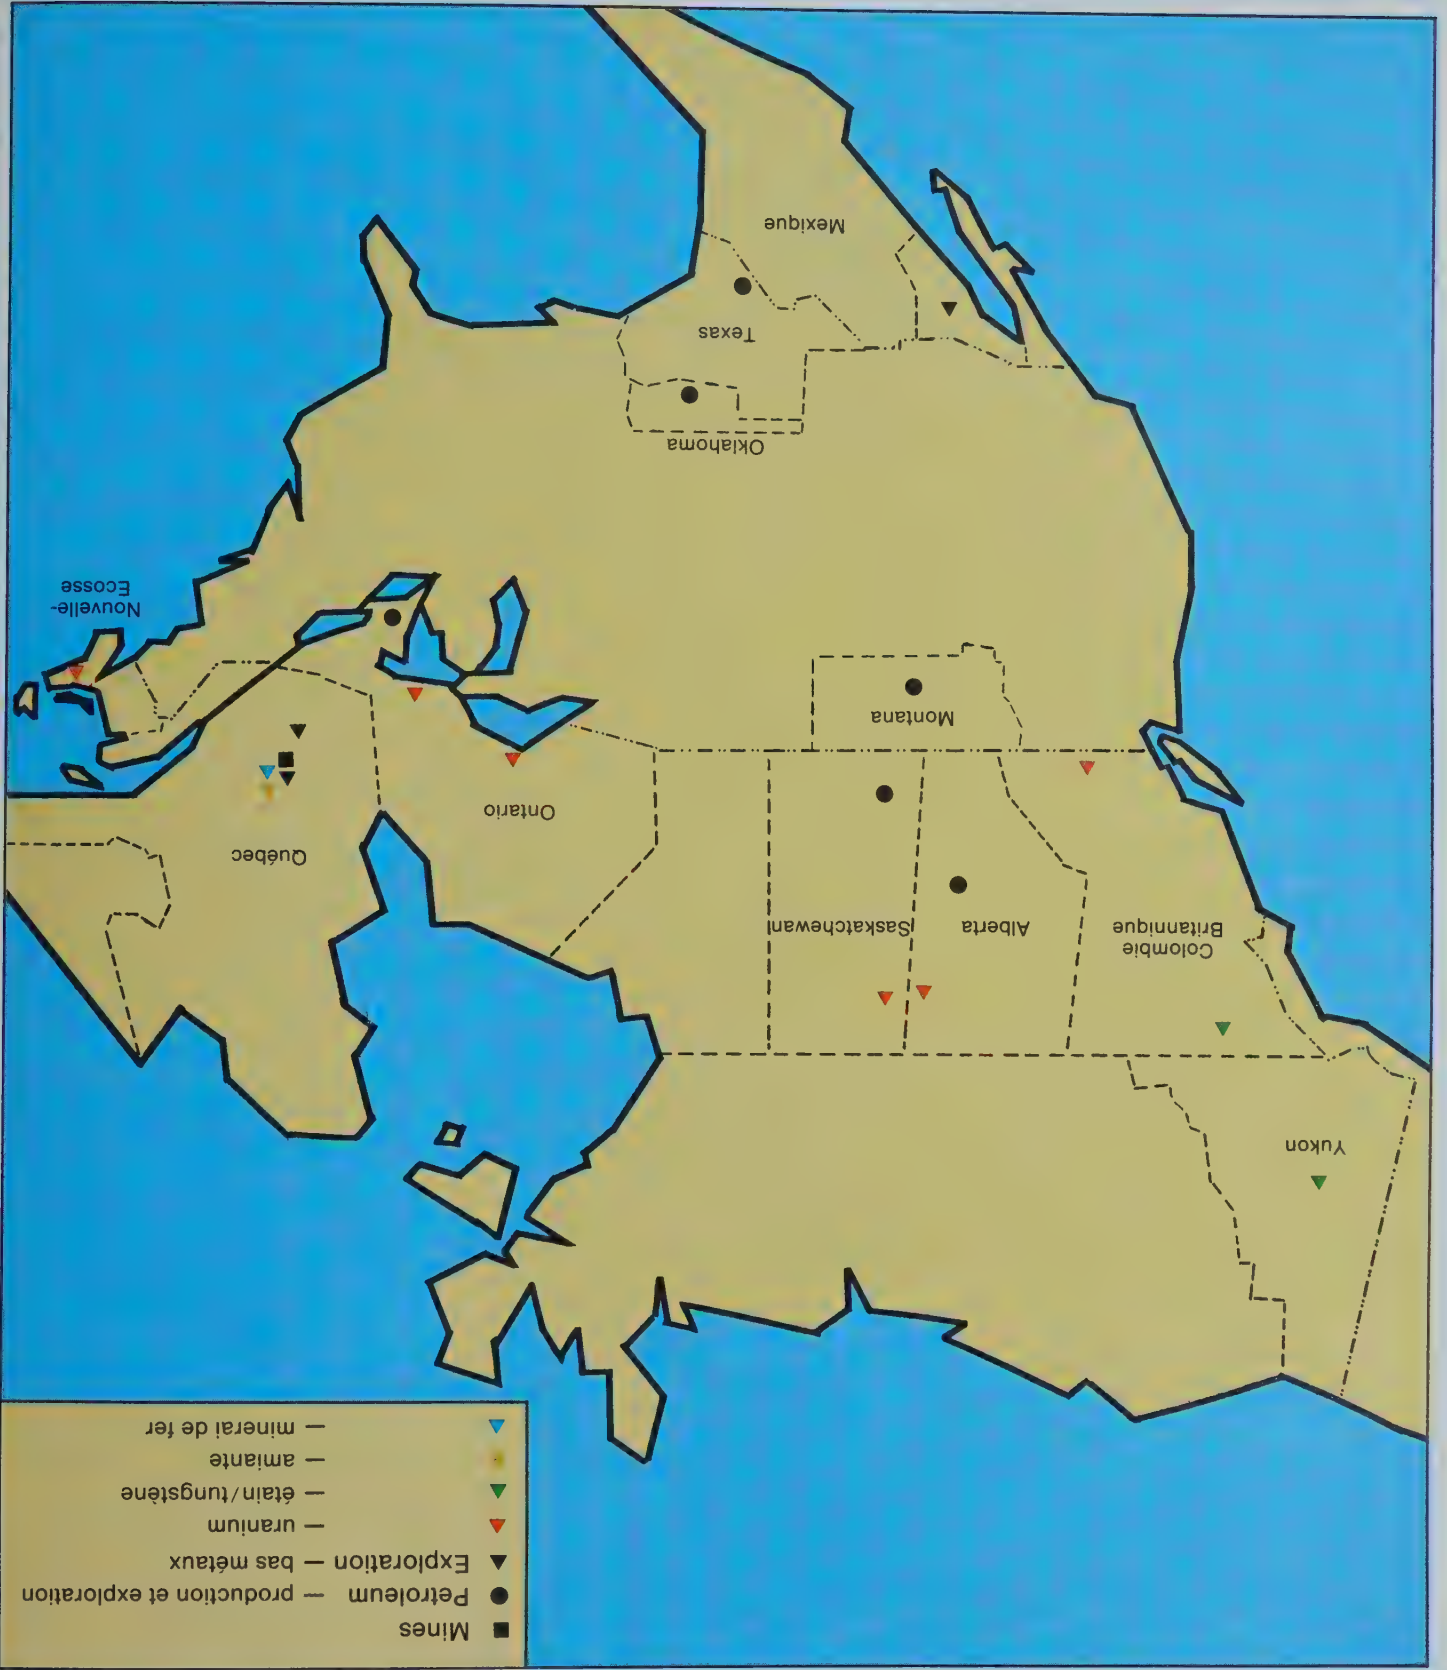 Mines
Petroleum — production et exploration
Exploration — bas métaux
— uranium
— étain/tungstène
— amiante
— minerai de fer
Yukon
Colombie
Britannique
Alberta
Saskatchewan
Ontario
Québec
Montana
Nouvelle-
Ecosse
Oklahoma
Texas
Mexique